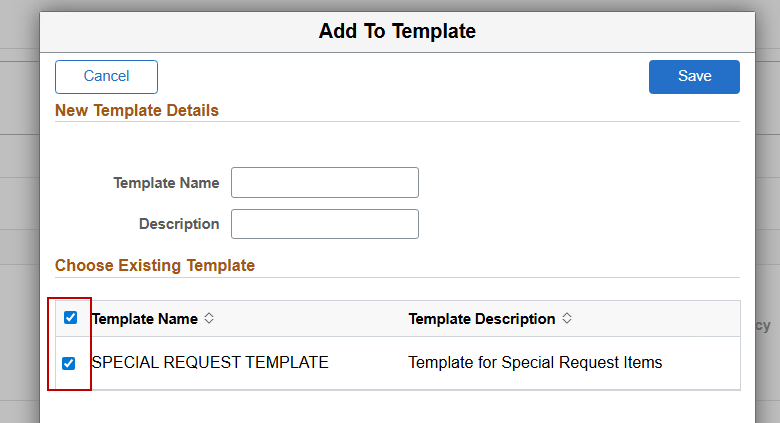 Add To Template
Cancel
Save
New Template Details
Template Name
Description
Choose Existing Template
Template Name
Template Description
cy
SPECIAL REQUEST TEMPLATE
Template for Special Request Items